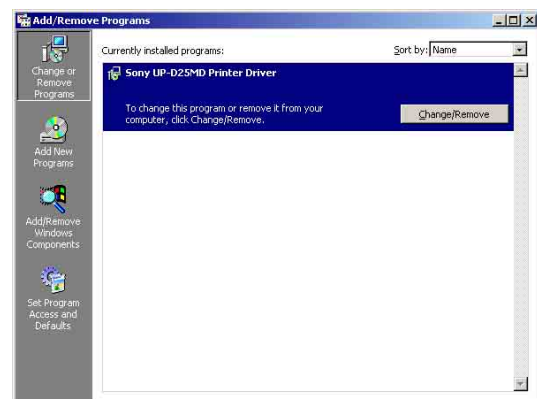 Add/Remove Programs
Change or
Remove
Programs
Add New
Programs
Add/Remove
Windows
Components
Set Program
Access and
Defaults
Currently installed programs:
Sort by: Name
Sony UP-D25MD Printer Driver
To change this program or remove it from your
computer, click Change/Remove.
Change/Remove